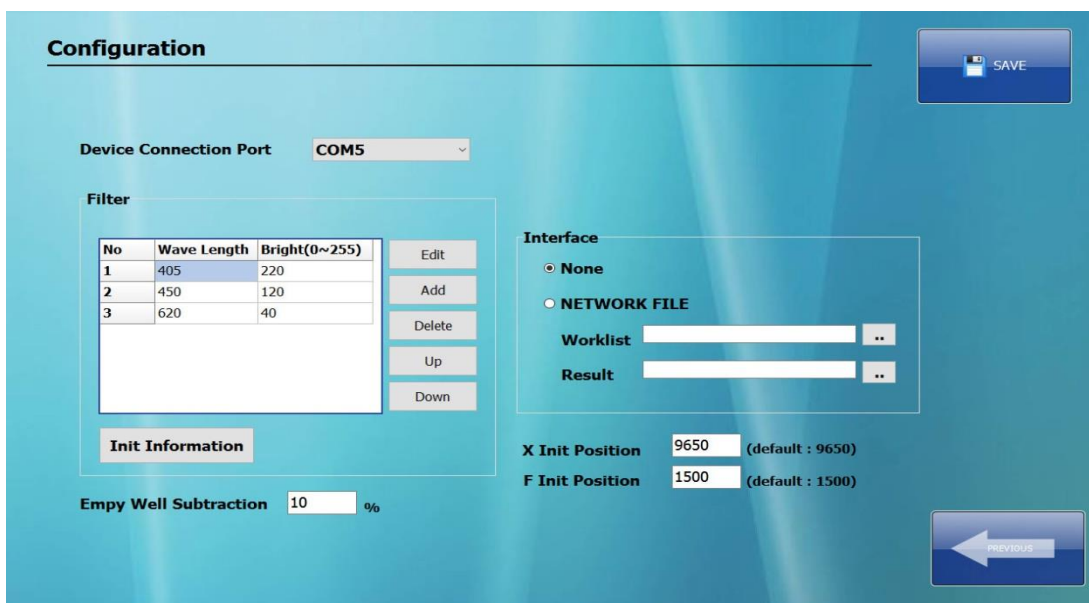 Configuration
SAVE
Device Connection Port COM5
Filter
No Wave Length Bright(0~255)
1 405 220
2 450 120
3 620 40
Edit
Add
Delete
Up
Down
Init Information
Empy Well Subtraction 10 %
Interface
None
NETWORK FILE
Worklist ..
Result ..
X Init Position 9650 (default : 9650)
F Init Position 1500 (default : 1500)
PREVIOUS